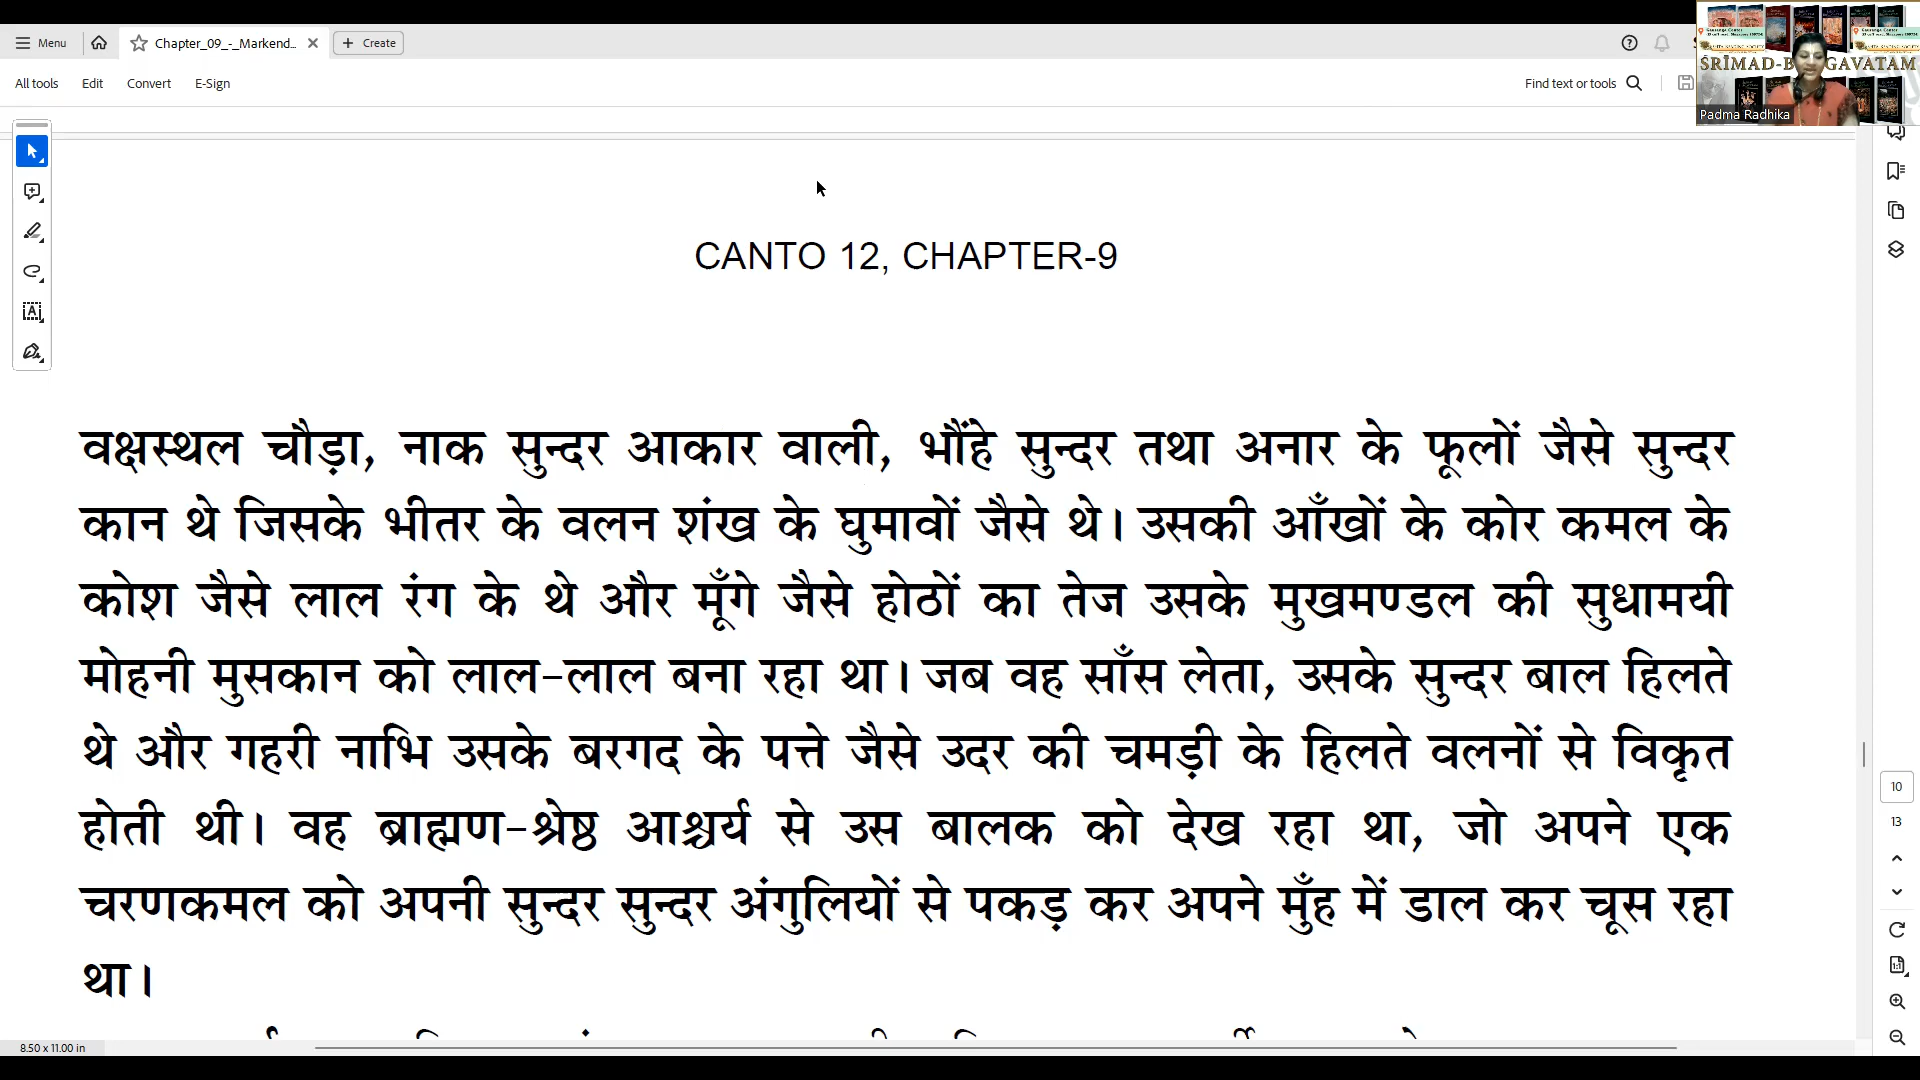 Menu
Chapter_09_-_Markend...
Create
All tools
Edit
Convert
E-Sign
Find text or tools
ŚRĪMAD-B GAVATAM
Padma Radhika
CANTO 12, CHAPTER-9
वक्षस्थल चौड़ा, नाक सुन्दर आकार वाली, भौंहे सुन्दर तथा अनार के फूलों जैसे सुन्दर
कान थे जिसके भीतर के वलन शंख के घुमावों जैसे थे। उसकी आँखों के कोर कमल के
कोश जैसे लाल रंग के थे और मूँगे जैसे होठों का तेज उसके मुखमण्डल की सुधामयी
मोहनी मुसकान को लाल-लाल बना रहा था। जब वह साँस लेता, उसके सुन्दर बाल हिलते
थे और गहरी नाभि उसके बरगद के पत्ते जैसे उदर की चमड़ी के हिलते वलनों से विकृत
होती थी। वह ब्राह्मण-श्रेष्ठ आश्चर्य से उस बालक को देख रहा था, जो अपने एक
चरणकमल को अपनी सुन्दर सुन्दर अंगुलियों से पकड़ कर अपने मुँह में डाल कर चूस रहा
था।
10
13
8.50 x 11.00 in